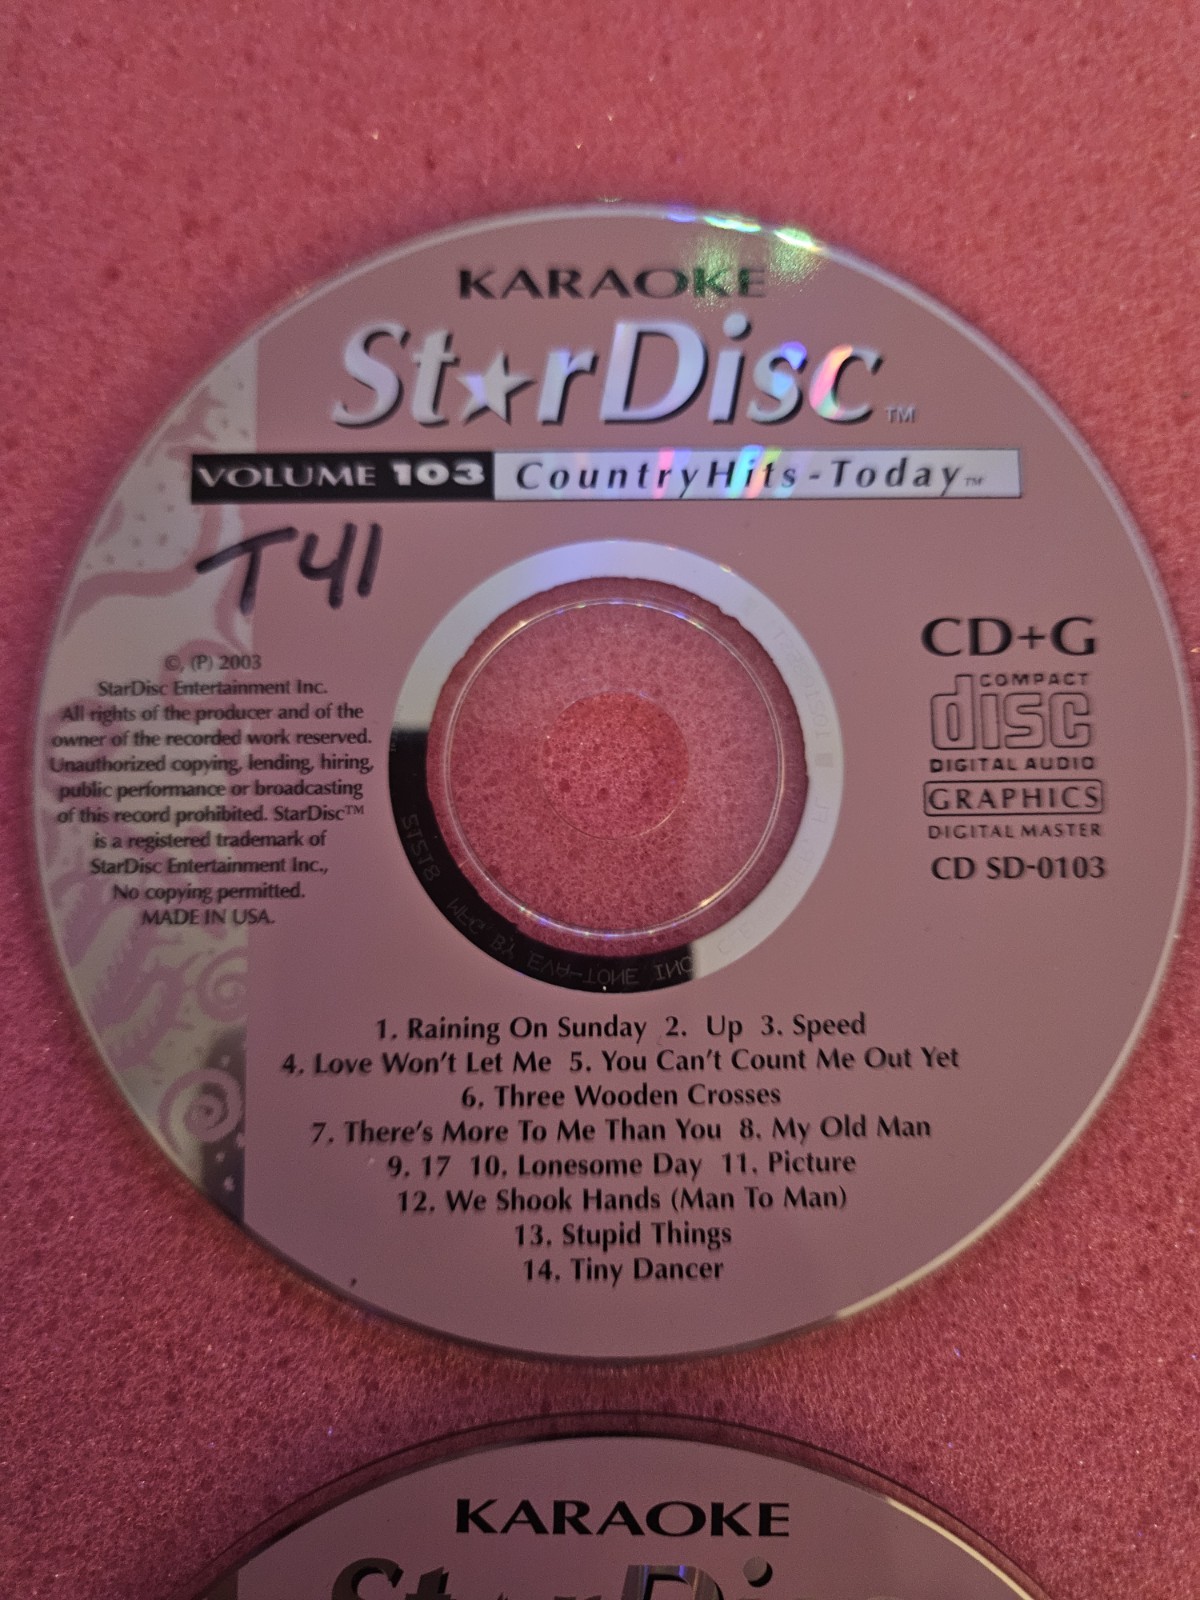 KARAOKE
StarDisc™
VOLUME 103 CountryHits-Today™
T41
©, (P) 2003
StarDisc Entertainment Inc.
All rights of the producer and of the
owner of the recorded work reserved.
Unauthorized copying, lending, hiring,
public performance or broadcasting
of this record prohibited. StarDisc™
is a registered trademark of
StarDisc Entertainment Inc.,
No copying permitted.
MADE IN USA.
CD+G
COMPACT
disc
DIGITAL AUDIO
GRAPHICS
DIGITAL MASTER
CD SD-0103
MFG BY EVA-TONE INC
1. Raining On Sunday 2. Up 3. Speed
4. Love Won't Let Me 5. You Can't Count Me Out Yet
6. Three Wooden Crosses
7. There's More To Me Than You 8. My Old Man
9. 17 10. Lonesome Day 11. Picture
12. We Shook Hands (Man To Man)
13. Stupid Things
14. Tiny Dancer
KARAOKE